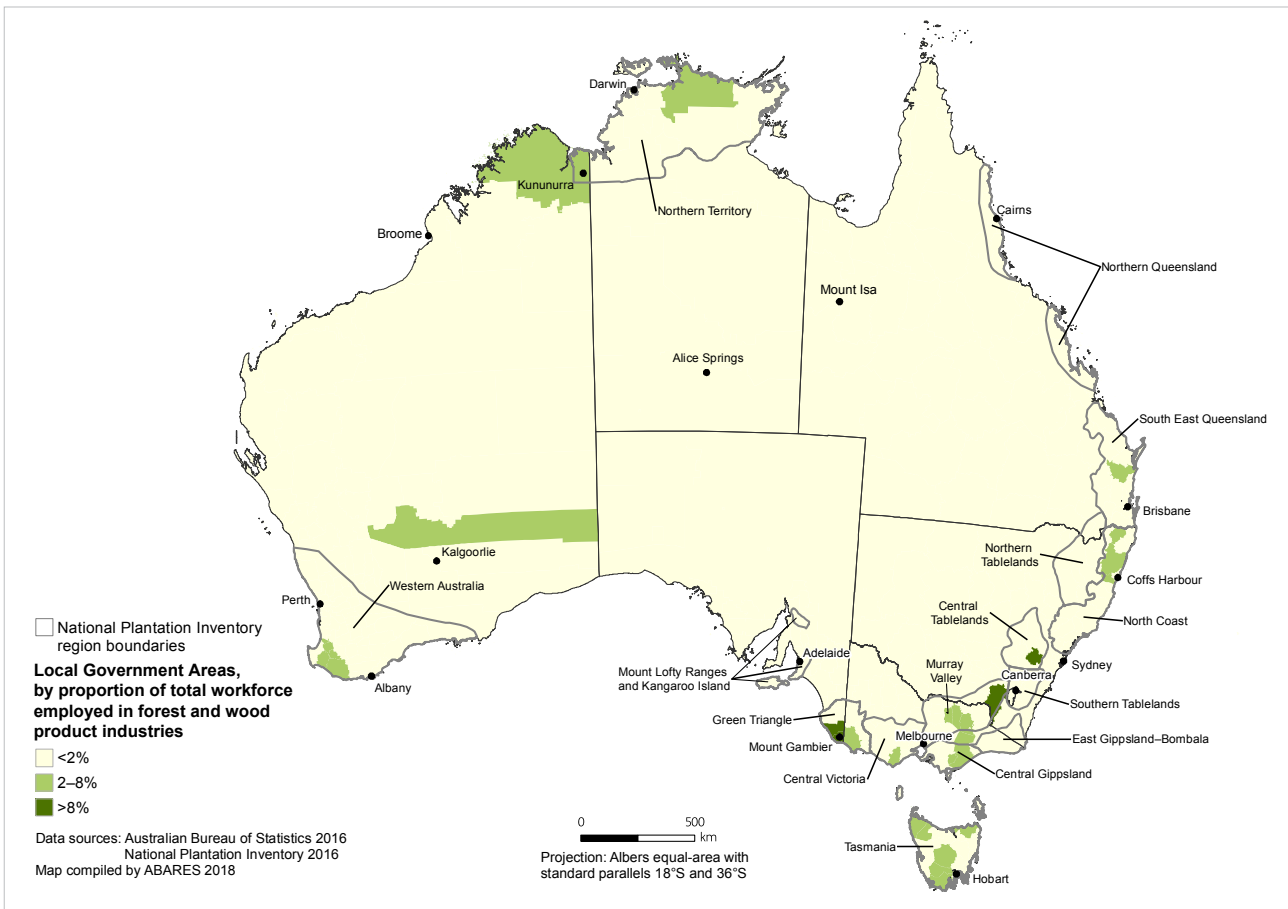 Darwin
Kununurra
Northern Territory
Broome
Cairns
Northern Queensland
Mount Isa
Alice Springs
South East Queensland
Brisbane
Kalgoorlie
Northern
Tablelands
Coffs Harbour
Western Australia
Perth
Central
Tablelands
North Coast
Albany
Adelaide
Mount Lofty Ranges
and Kangaroo Island
Murray
Valley
Sydney
Canberra
Southern Tablelands
Green Triangle
Mount Gambier
Melbourne
East Gippsland–Bombala
Central Victoria
Central Gippsland
Tasmania
Hobart
National Plantation Inventory
region boundaries
Local Government Areas,
by proportion of total workforce
employed in forest and wood
product industries
<2%
2–8%
>8%
Data sources: Australian Bureau of Statistics 2016
National Plantation Inventory 2016
Map compiled by ABARES 2018
0 500
km
Projection: Albers equal-area with
standard parallels 18°S and 36°S